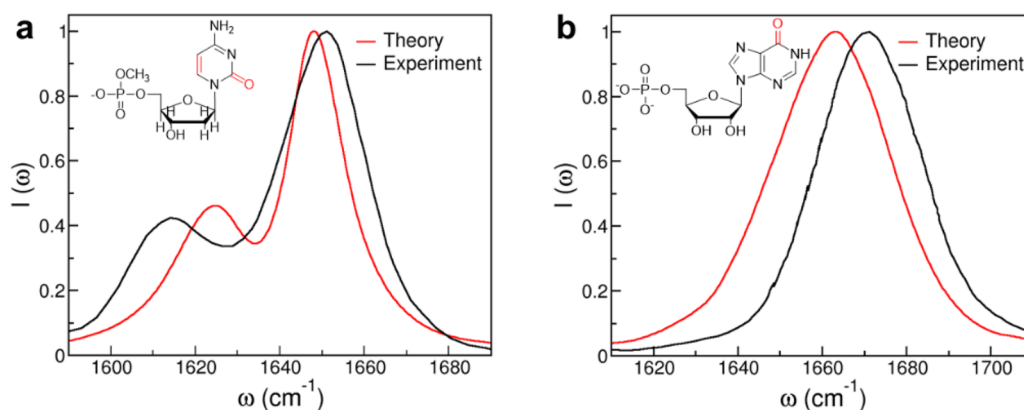 a
Theory
Experiment
NH₂
N
O
N
OCH₃
⁻O-P-O
O
O
H H
H H
OH
I (ω)
1
0.8
0.6
0.4
0.2
0
1600 1620 1640 1660 1680
ω (cm⁻¹)
b
Theory
Experiment
O
N NH
N N
O
⁻O-P-O
O⁻
O
OH OH
I (ω)
1
0.8
0.6
0.4
0.2
0
1620 1640 1660 1680 1700
ω (cm⁻¹)